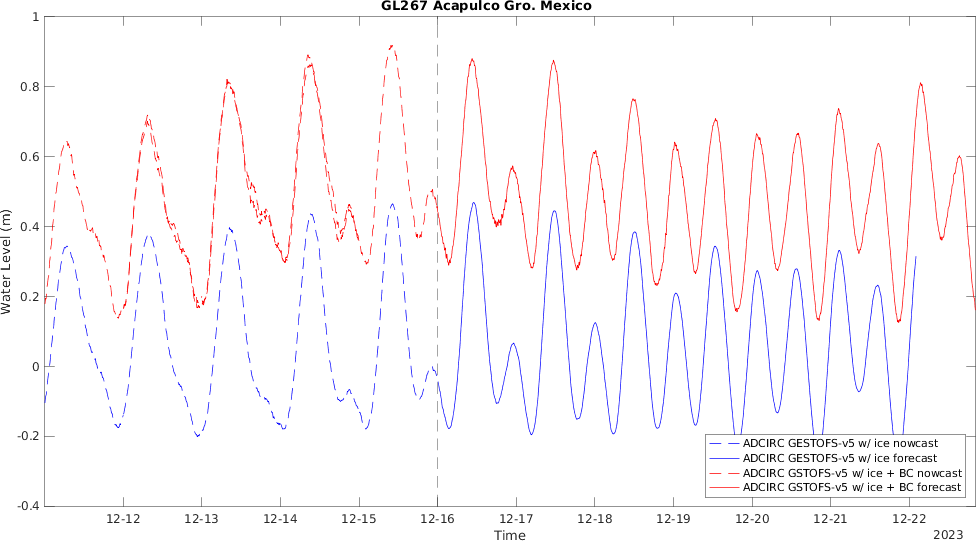 GL267 Acapulco Gro. Mexico
Water Level (m)
1
0.8
0.6
0.4
0.2
0
-0.2
-0.4
ADCIRC GESTOFS-v5 w/ ice nowcast
ADCIRC GESTOFS-v5 w/ ice forecast
ADCIRC GSTOFS-v5 w/ ice + BC nowcast
ADCIRC GSTOFS-v5 w/ ice + BC forecast
12-12 12-13 12-14 12-15 12-16 12-17 12-18 12-19 12-20 12-21 12-22
Time
2023